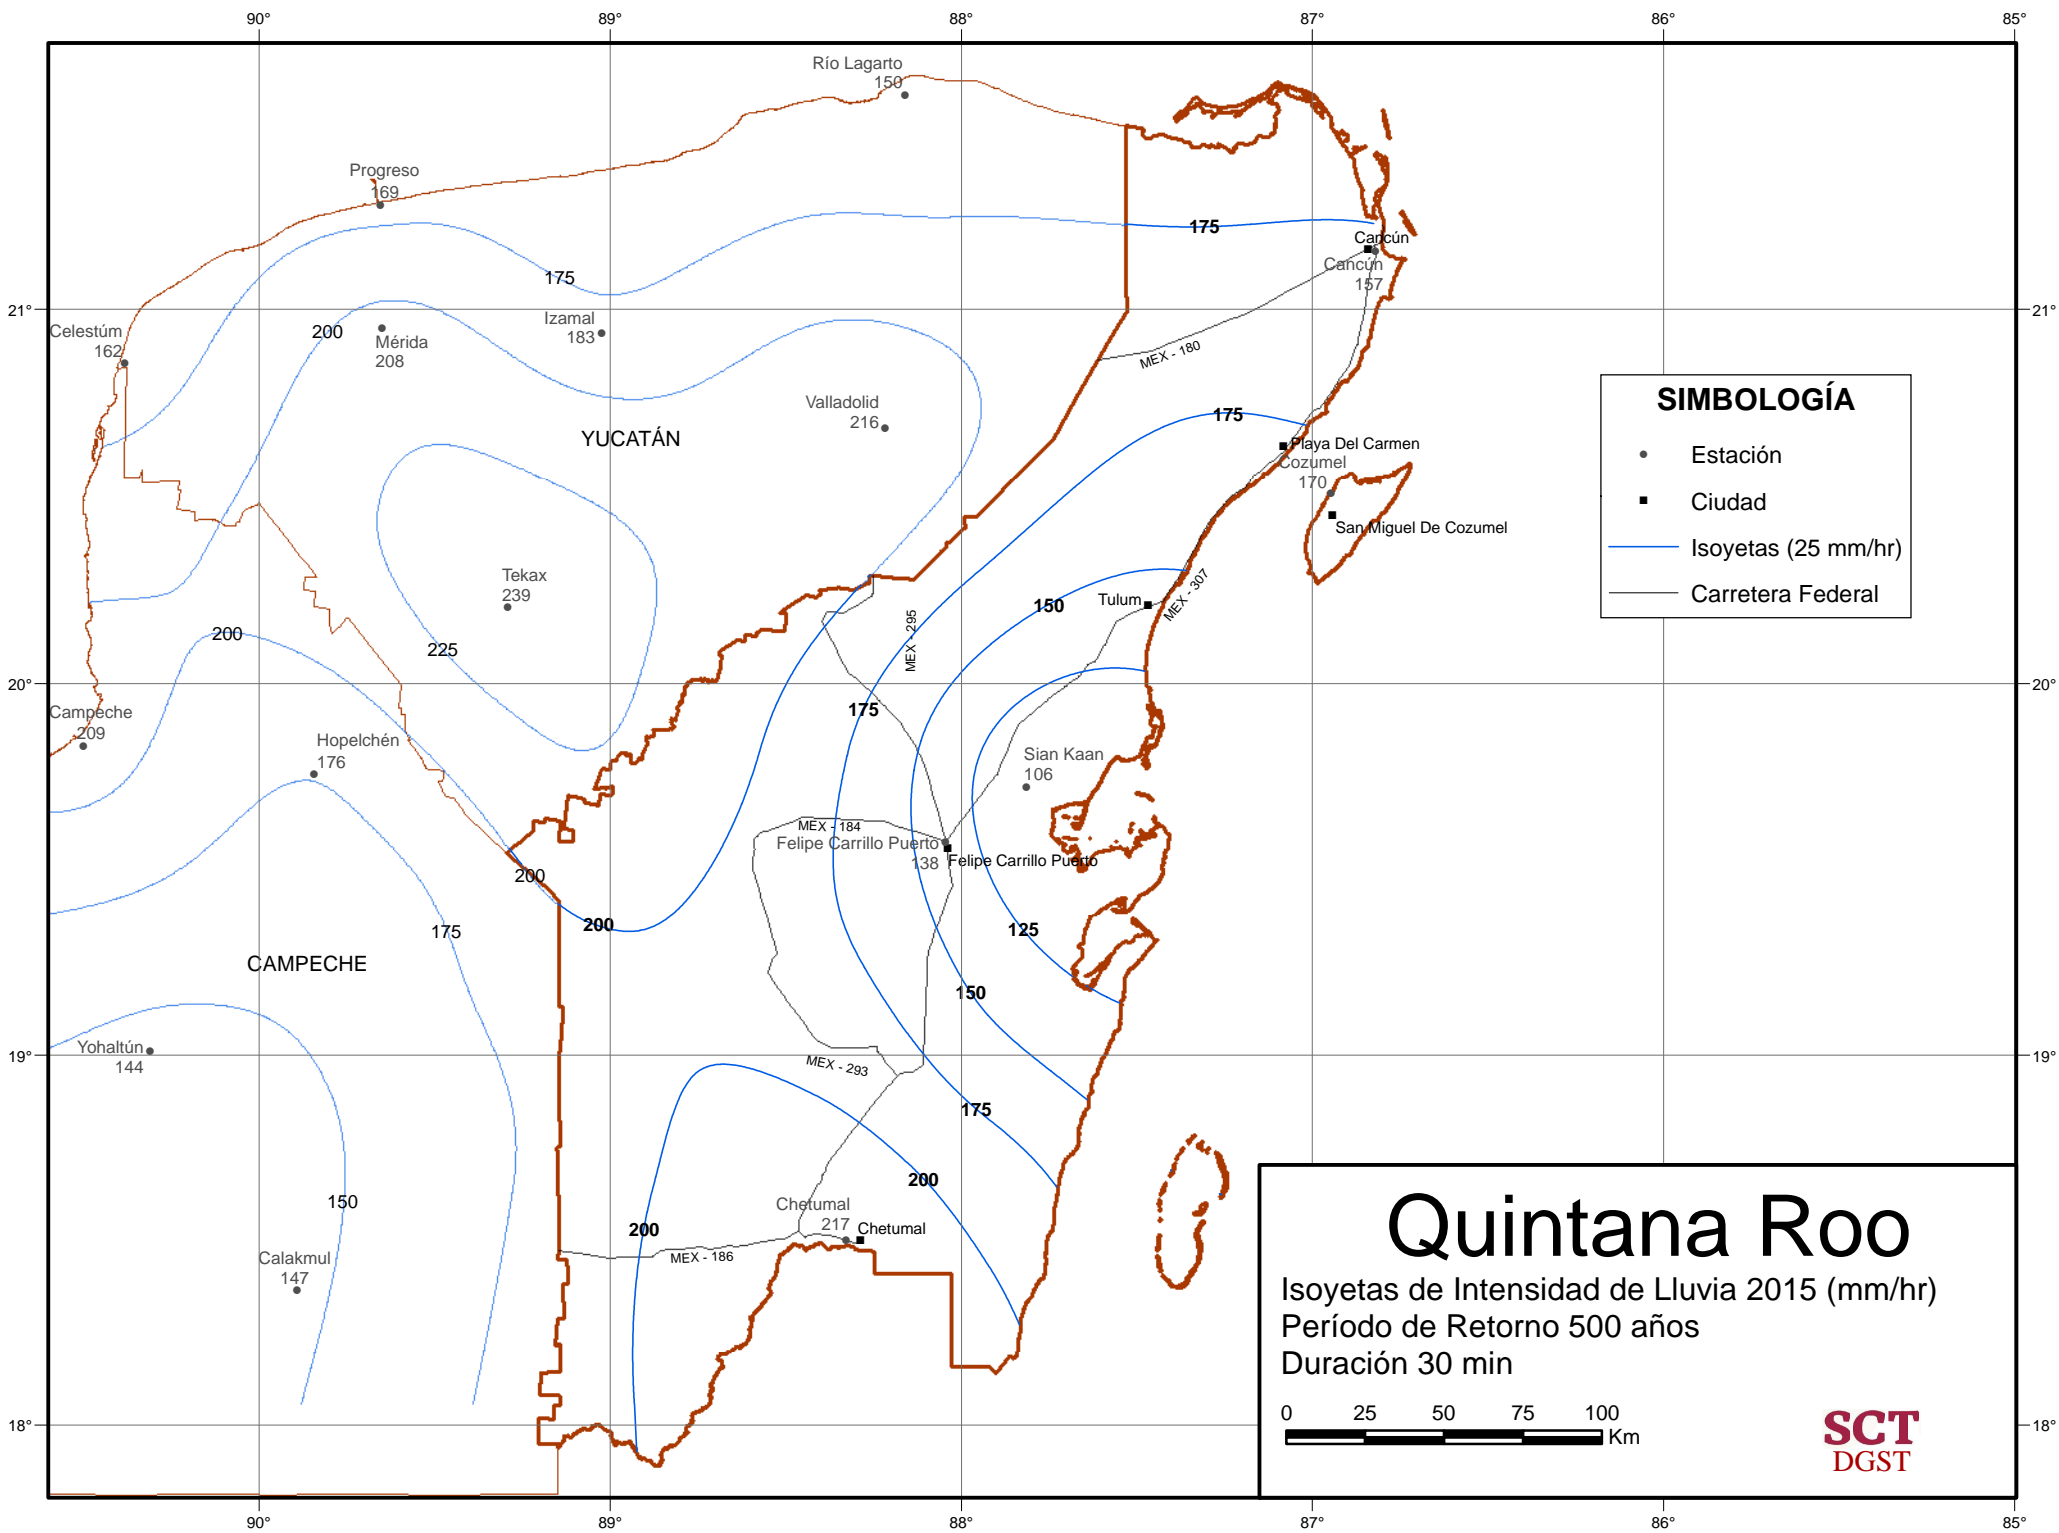 90°
89°
88°
87°
86°
85°
Río Lagarto
150
Progreso
169
175
Cancún
Cancún
157
175
21°
21°
Celestúm
162
200
Mérida
208
Izamal
183
MEX - 180
SIMBOLOGÍA
Estación
Ciudad
Isoyetas (25 mm/hr)
Carretera Federal
Valladolid
216
175
YUCATÁN
Playa Del Carmen
Cozumel
170
San Miguel De Cozumel
Tekax
239
Tulum
150
MEX - 307
MEX - 295
200
225
20°
20°
Campeche
209
175
Hopelchén
176
Sian Kaan
106
MEX - 184
Felipe Carrillo Puerto
138
Felipe Carrillo Puerto
200
175
200
125
CAMPECHE
150
19°
19°
Yohaltún
144
MEX - 293
175
200
150
Chetumal
217
Chetumal
200
MEX - 186
Calakmul
147
Quintana Roo
Isoyetas de Intensidad de Lluvia 2015 (mm/hr)
Período de Retorno 500 años
Duración 30 min
0
25
50
75
100
Km
SCT
DGST
18°
18°
90°
89°
88°
87°
86°
85°